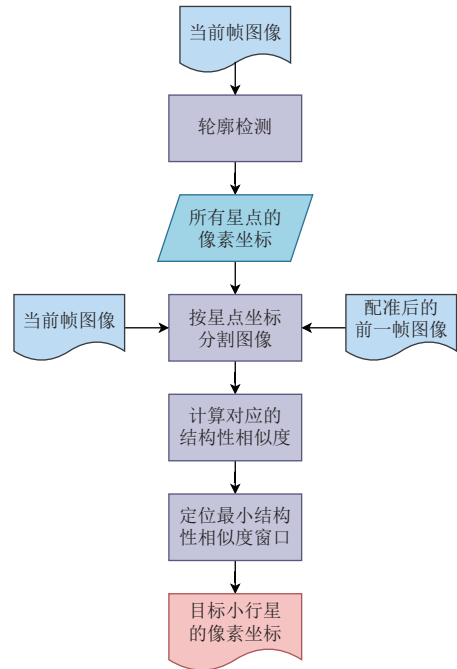 当前帧图像
轮廓检测
所有星点的
像素坐标
当前帧图像
按星点坐标
分割图像
配准后的
前一帧图像
计算对应的
结构性相似度
定位最小结构
性相似度窗口
目标小行星
的像素坐标